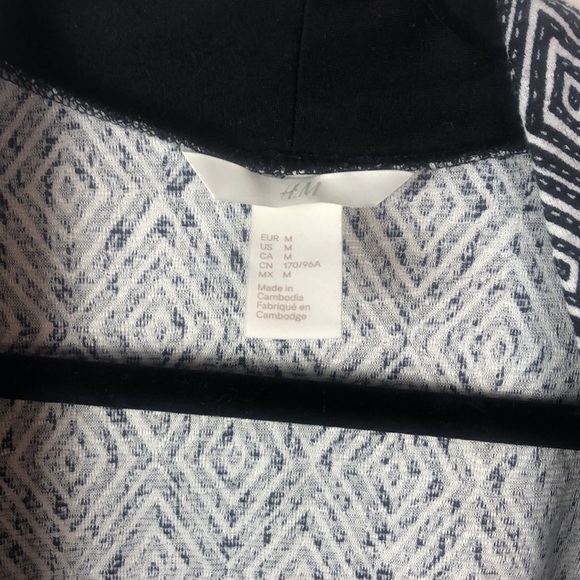 H&M
EUR M
US M
CA M
CN 170/96A
MX M
Made in
Cambodia
Fabriqué en
Cambodge